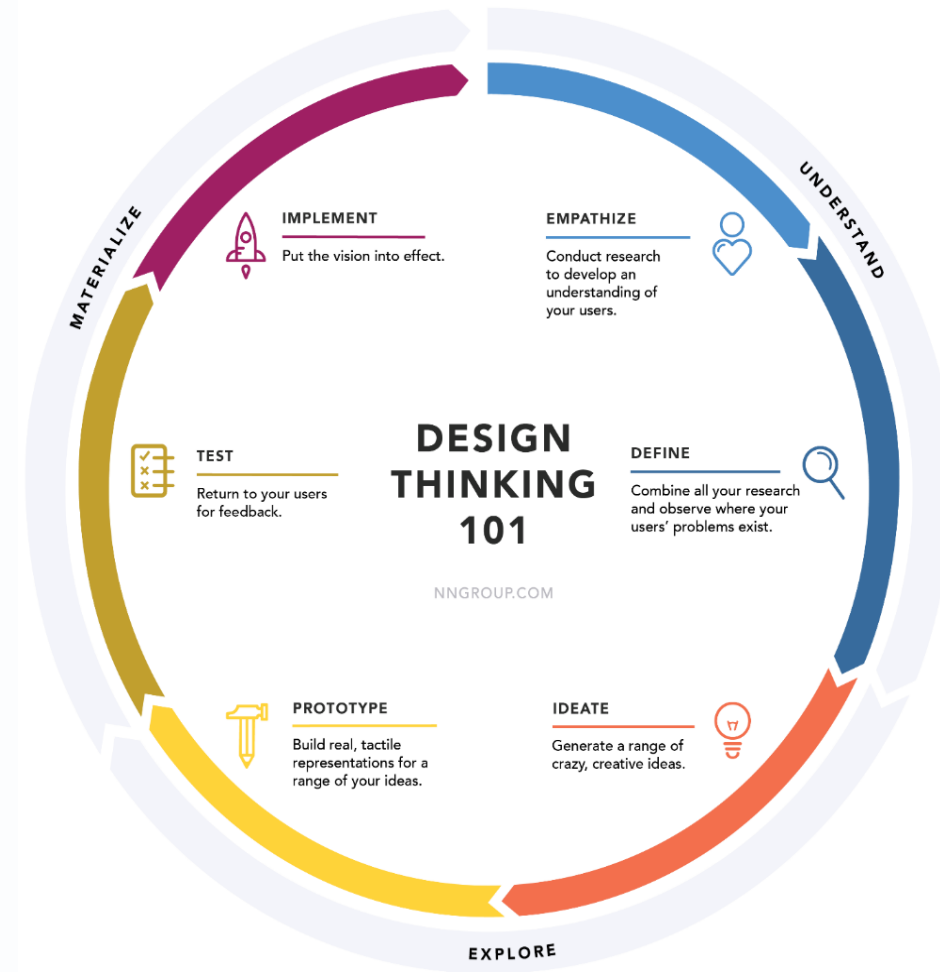 DESIGN
THINKING
101
NNGROUP.COM
UNDERSTAND
EMPATHIZE
Conduct research
to develop an
understanding of
your users.
DEFINE
Combine all your research
and observe where your
users’ problems exist.
EXPLORE
IDEATE
Generate a range of
crazy, creative ideas.
PROTOTYPE
Build real, tactile
representations for a
range of your ideas.
MATERIALIZE
TEST
Return to your users
for feedback.
IMPLEMENT
Put the vision into effect.